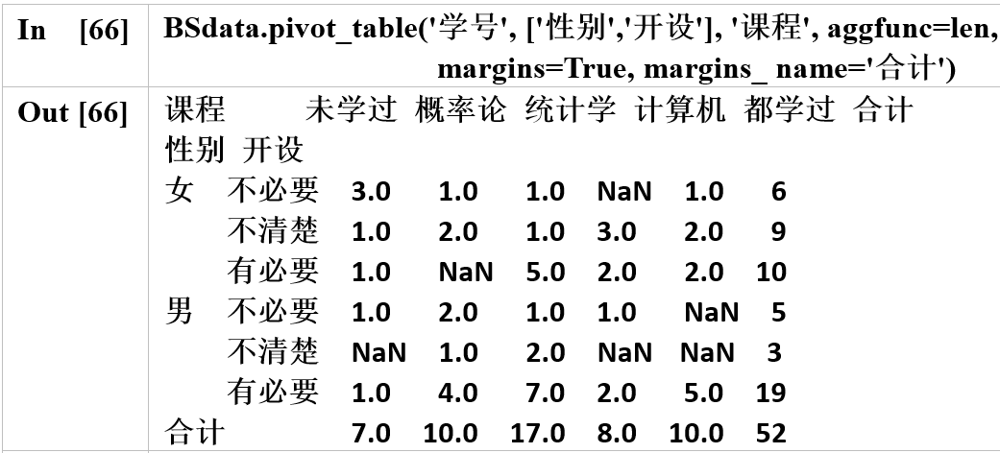 In [66] BSdata.pivot_table('学号', ['性别','开设'], '课程', aggfunc=len,
margins=True, margins_ name='合计')
Out [66] 课程 未学过 概率论 统计学 计算机 都学过 合计
性别 开设
女 不必要 3.0 1.0 1.0 NaN 1.0 6
不清楚 1.0 2.0 1.0 3.0 2.0 9
有必要 1.0 NaN 5.0 2.0 2.0 10
男 不必要 1.0 2.0 1.0 1.0 NaN 5
不清楚 NaN 1.0 2.0 NaN NaN 3
有必要 1.0 4.0 7.0 2.0 5.0 19
合计 7.0 10.0 17.0 8.0 10.0 52